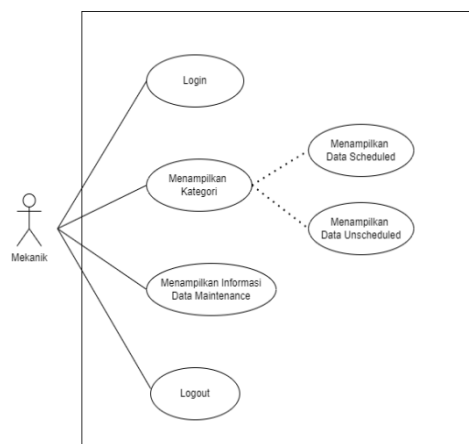 Login
Menampilkan
Kategori
Menampilkan
Data Scheduled
Menampilkan
Data Unscheduled
Mekanik
Menampilkan Informasi
Data Maintenance
Logout